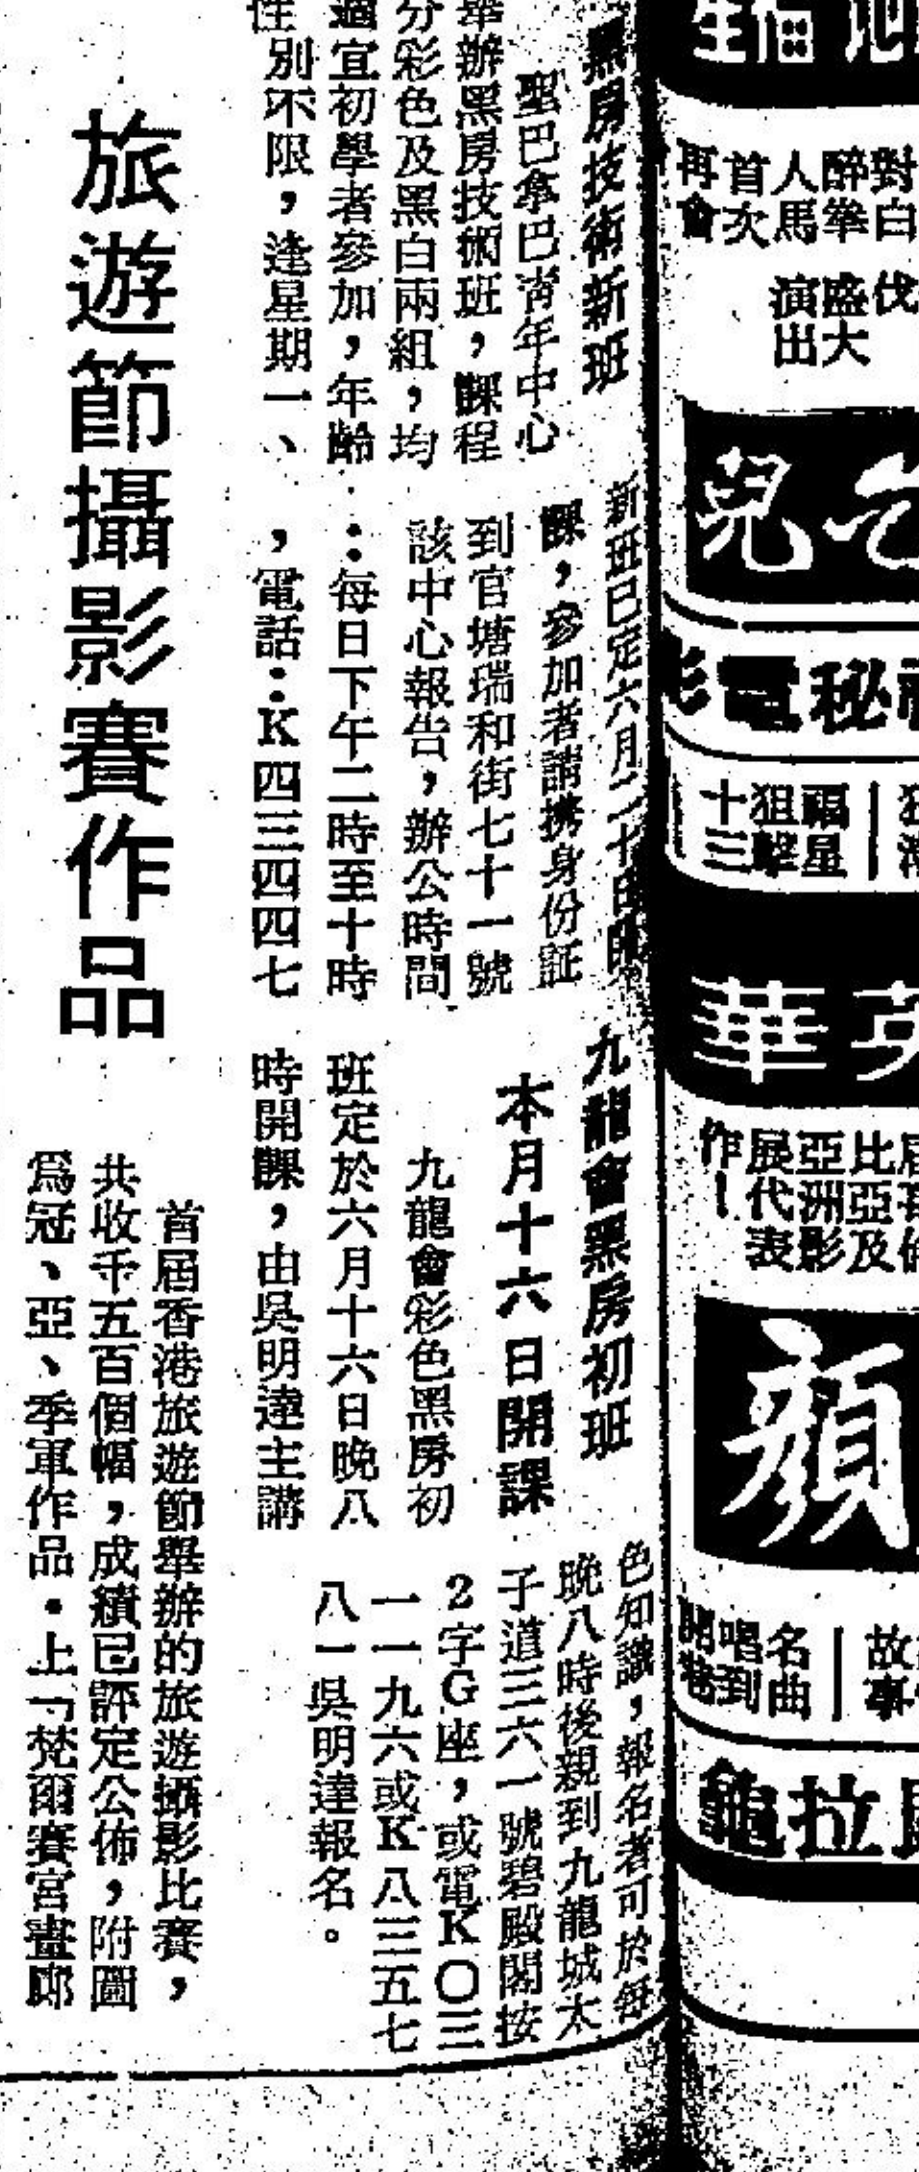 黑房技術新班
聖巴拿巴靑年中心
舉辦黑房技術班，課程
分彩色及黑白兩組，均
適宜初學者參加，年齡
性別不限，逢星期一、
新班已定六月二十日開
課，參加者請携身份証
到官塘瑞和街七十一號
該中心報告，辦公時間
：每日下午二時至十時
，電話：K四三四四七
九龍會黑房初班
本月十六日開課
九龍會彩色黑房初
班定於六月十六日晚八
時開課，由吳明達主講
色知識，報名者可於每
晚八時後親到九龍城太
子道三六一號碧殿閣按
2字G座，或電K〇三
一一九六或K八三五七
八一吳明達報名。
旅遊節攝影賽作品
首屆香港旅遊節舉辦的旅遊攝影比賽，
共收千五百個幅，成績已評定公佈，附圖
爲冠、亞、季軍作品．上﹁梵爾賽宮畫廊
對白
醉拳
人馬
首次
再會
伐
盛大
演出
兒
秘
電影
福星
狙擊
十三
英
華
比亞及
亞洲影
展代表
作！
顏
故事
名曲
唱到
開巷
拉
龜